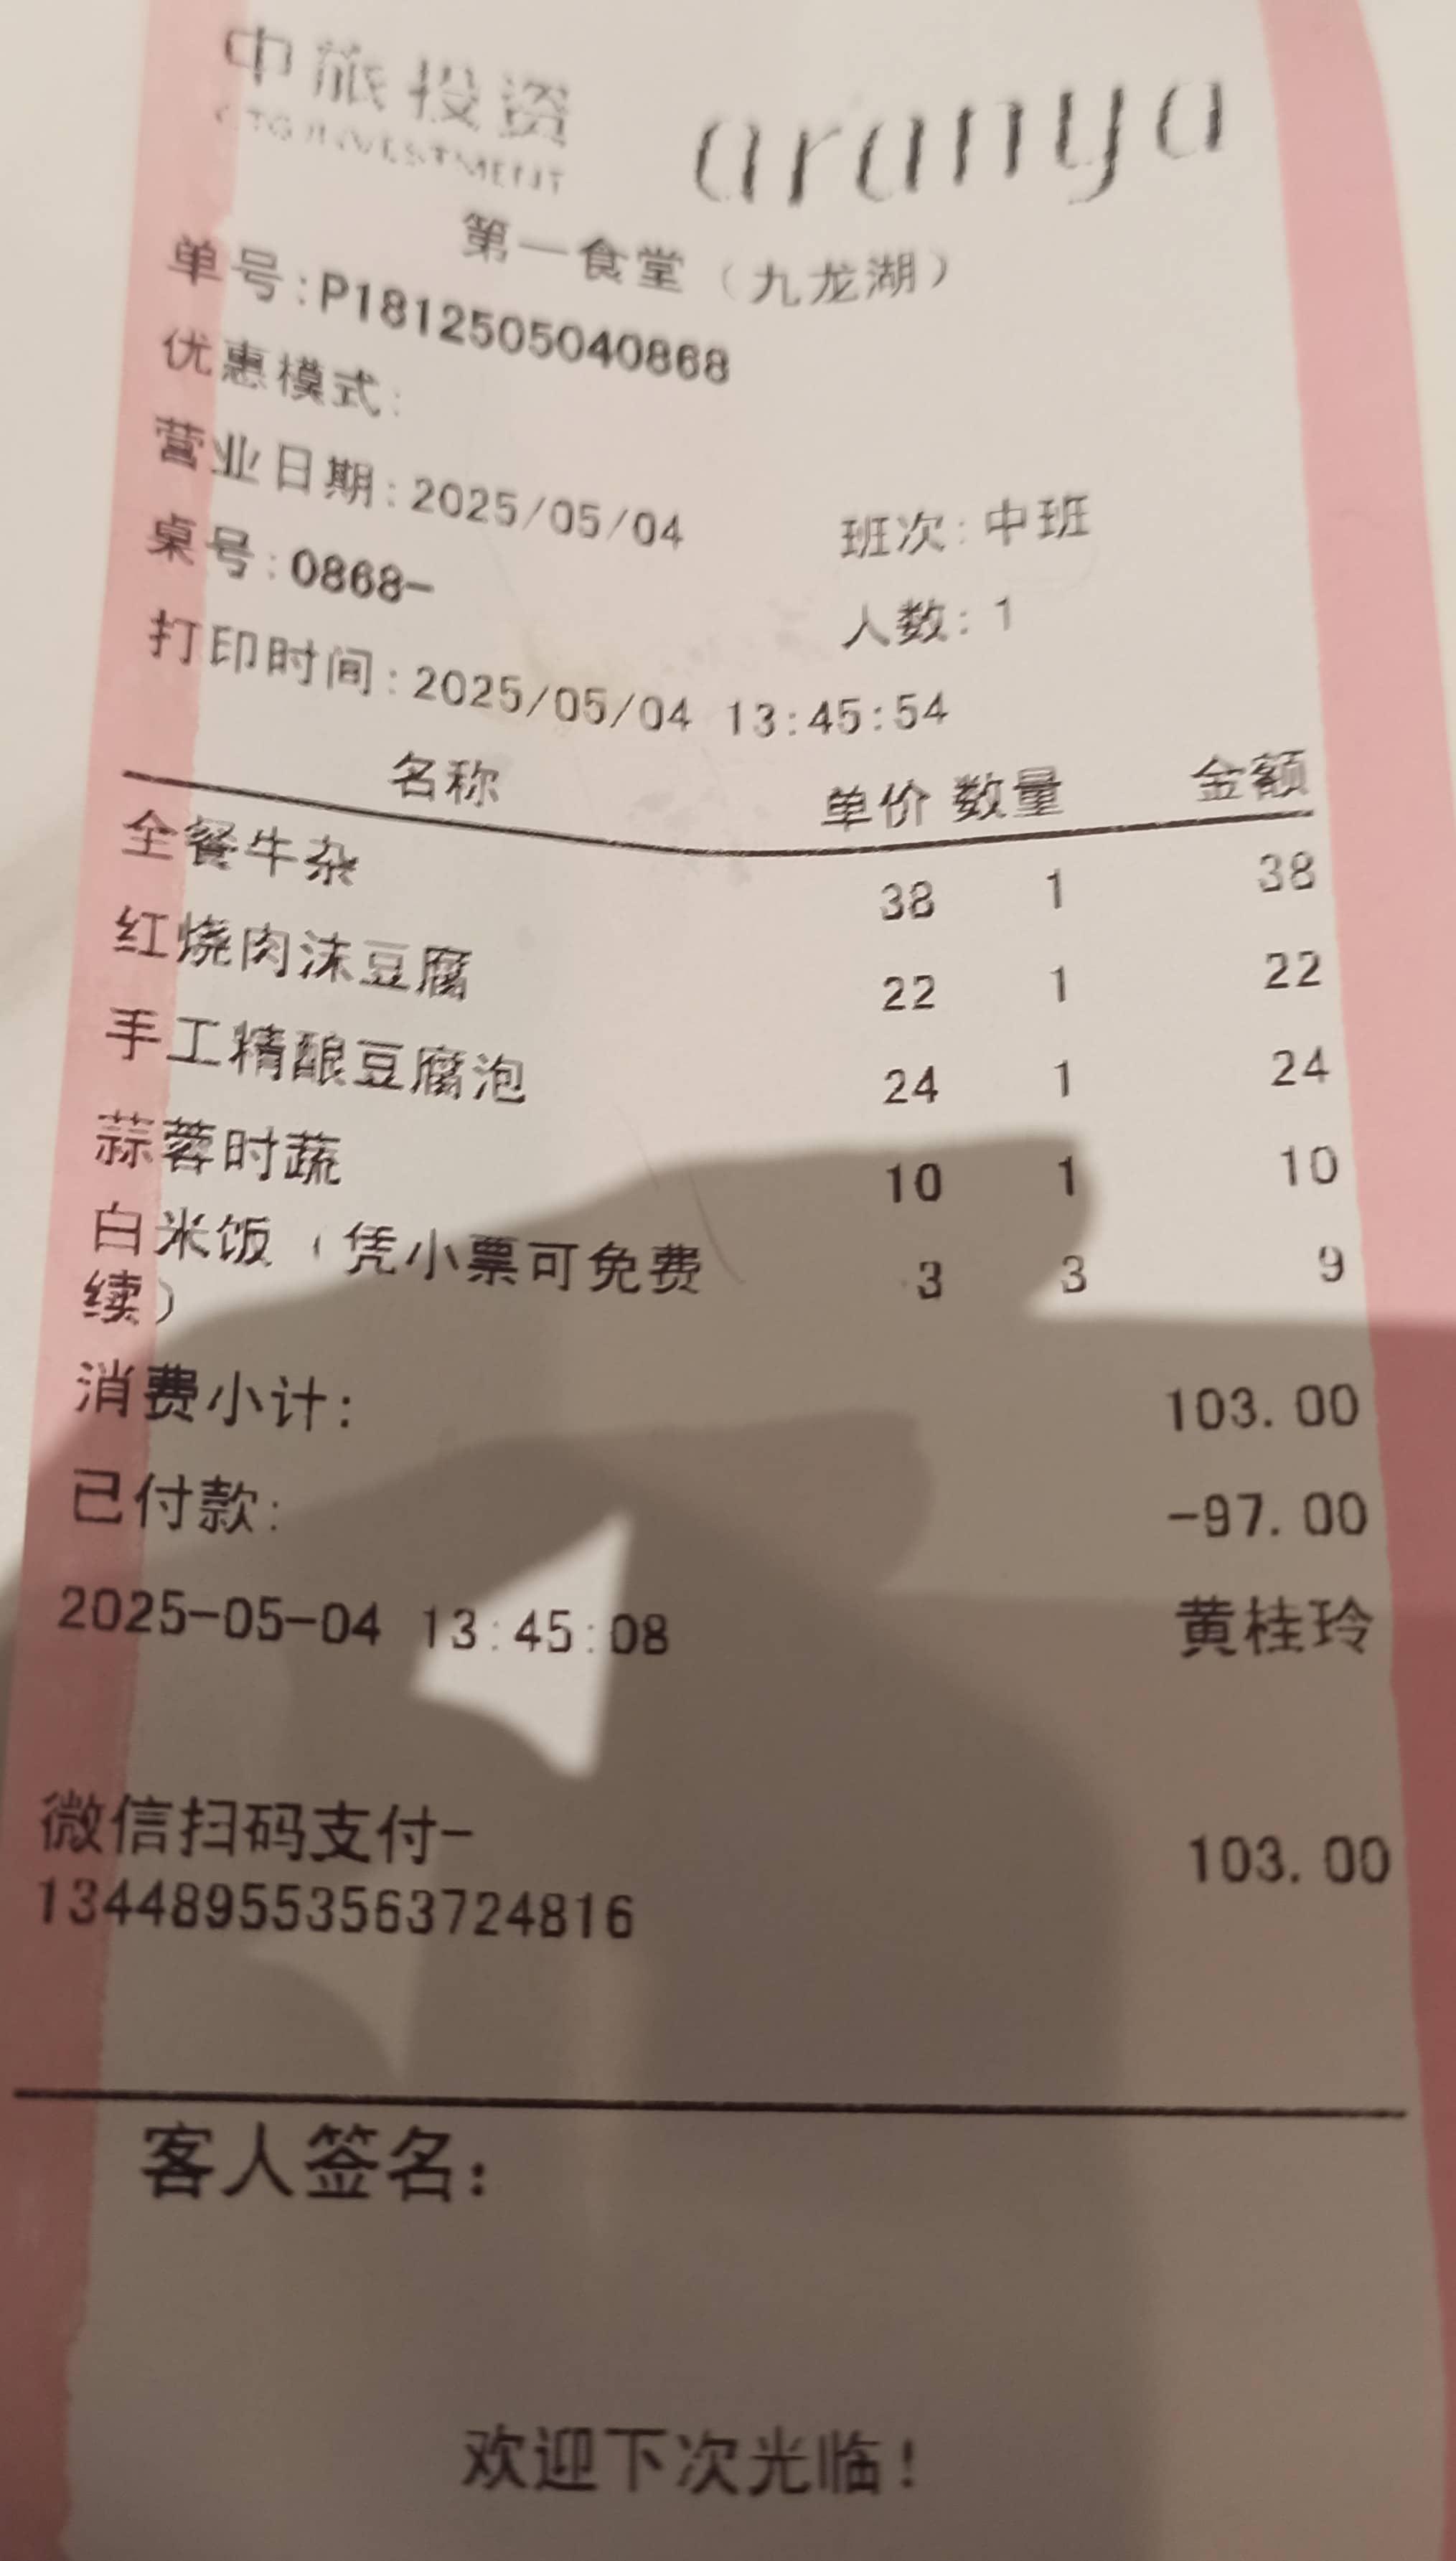 中旅投资 aranya
CTG INVESTMENT
第一食堂（九龙湖）
单号:P1812505040868
优惠模式:
营业日期:2025/05/04 班次:中班
桌号:0868- 人数:1
打印时间:2025/05/04 13:45:54
名称 单价 数量 金额
全餐牛杂 38 1 38
红烧肉沫豆腐 22 1 22
手工精酿豆腐泡 24 1 24
蒜蓉时蔬 10 1 10
白米饭（凭小票可免费 3 3 9
续）
消费小计: 103.00
已付款: -97.00
2025-05-04 13:45:08 黄桂玲
微信扫码支付- 103.00
134489553563724816
客人签名:
欢迎下次光临!